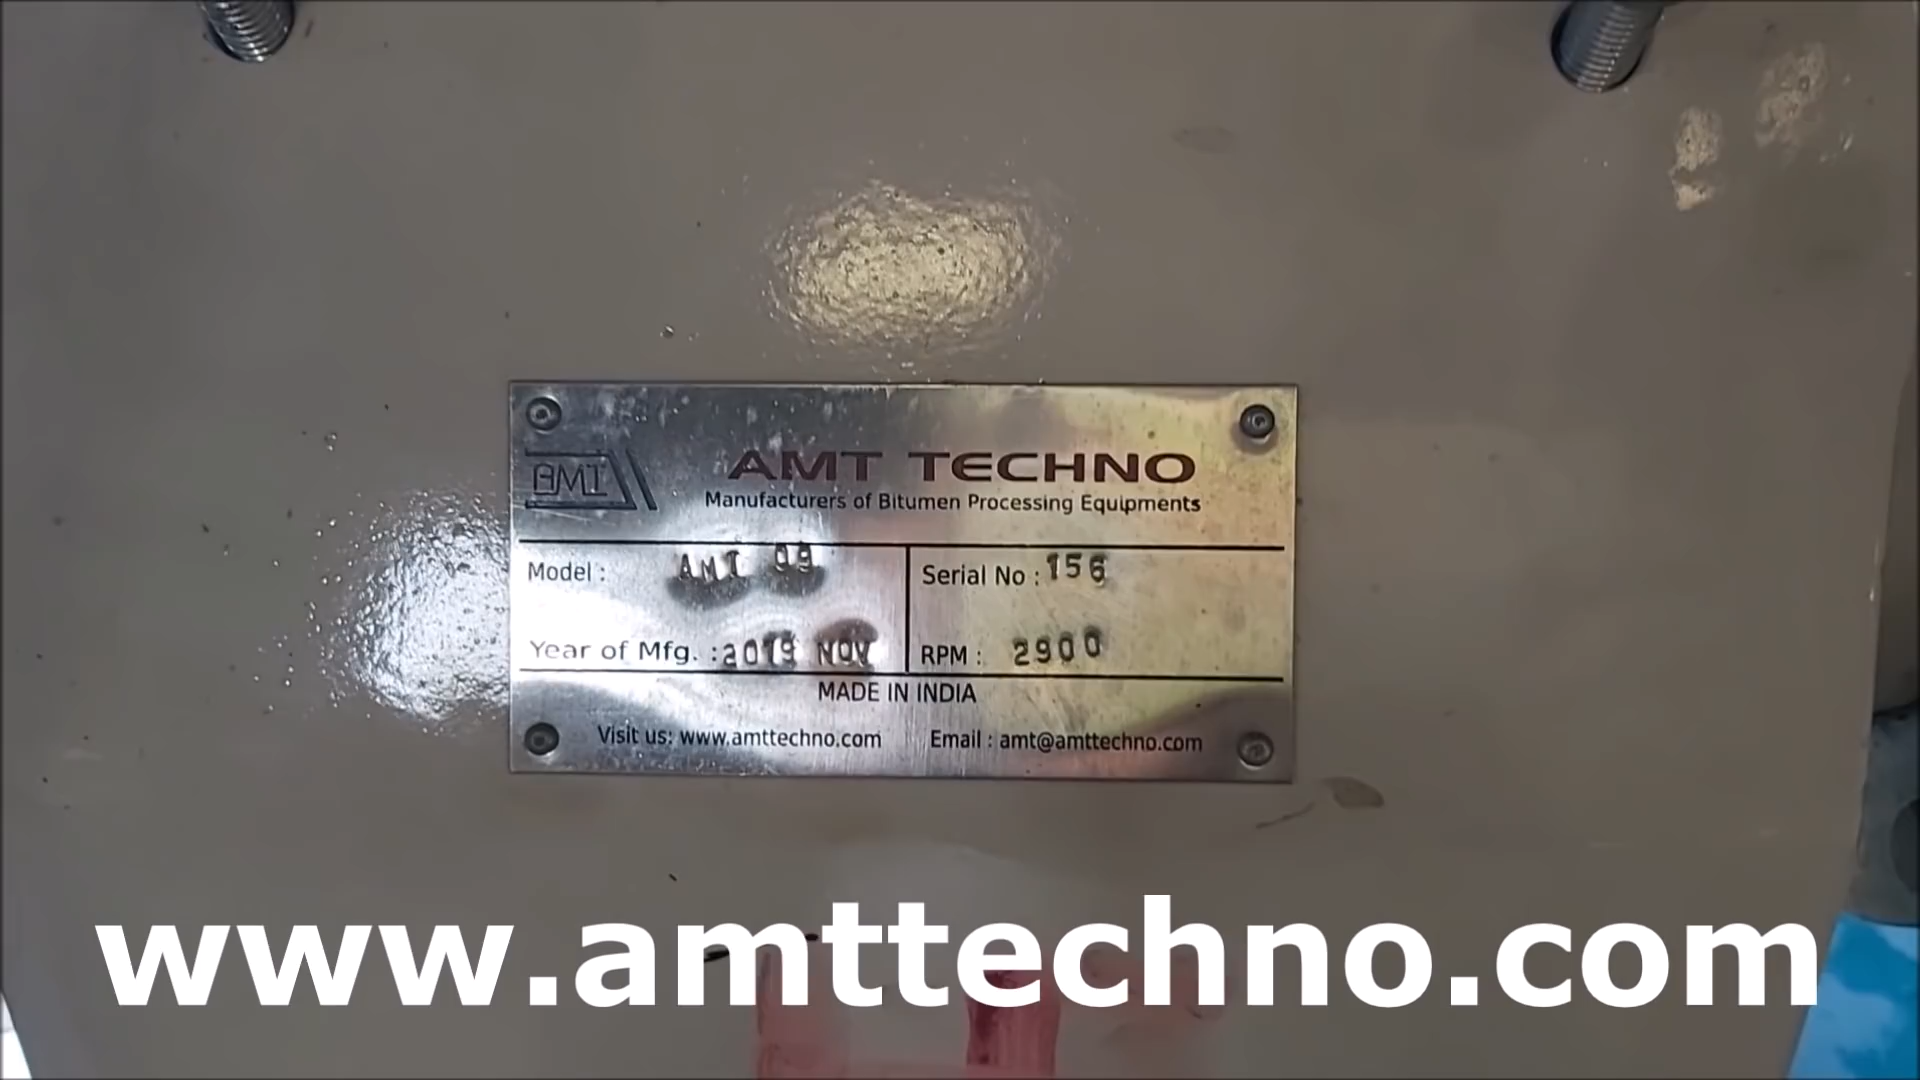 AMT
AMT TECHNO
Manufacturers of Bitumen Processing Equipments
Model : AMT 09
Serial No : 156
Year of Mfg. : 2019 NOV
RPM : 2900
MADE IN INDIA
Visit us: www.amttechno.com
Email : amt@amttechno.com
www.amttechno.com